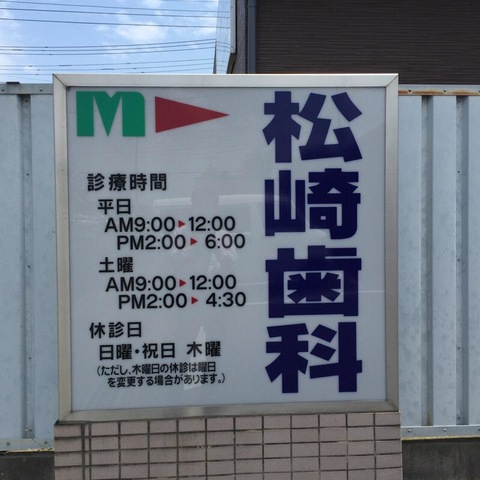 M
松崎歯科
診療時間
平日
AM9:00▶12:00
PM2:00▶6:00
土曜
AM9:00▶12:00
PM2:00▶4:30
休診日
日曜・祝日 木曜
(ただし、木曜日の休診は曜日
を変更する場合があります。)